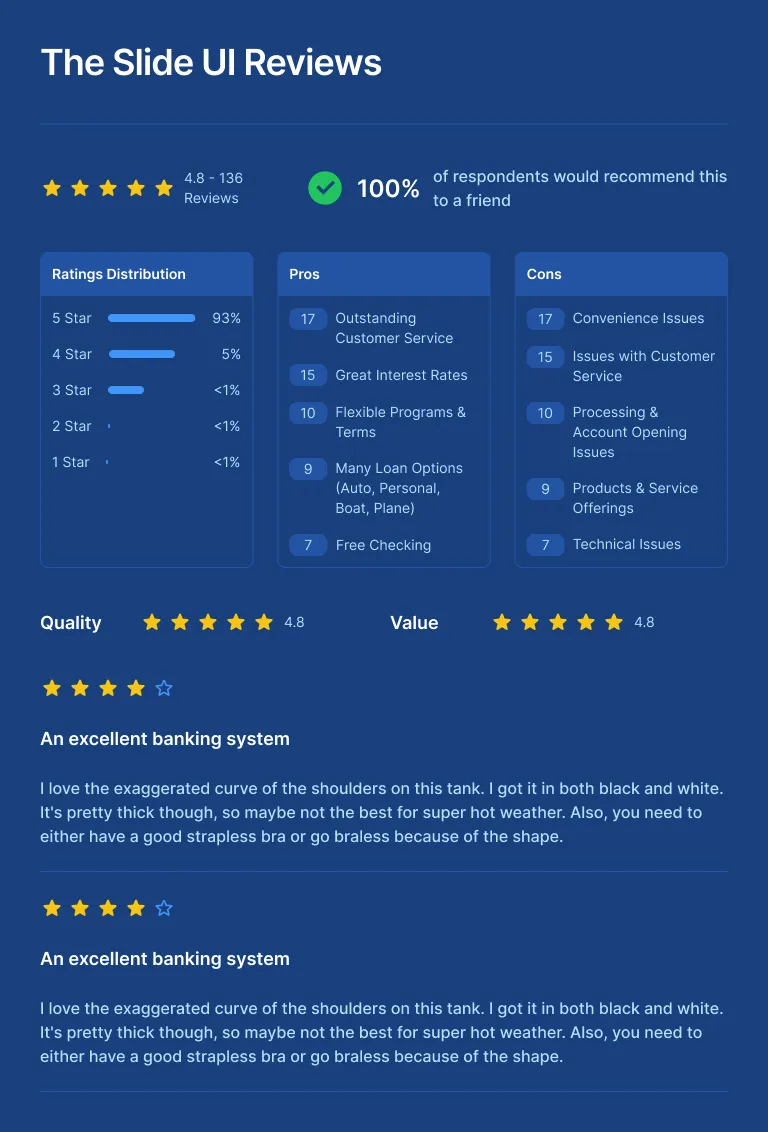 The Slide UI Reviews
4.8 - 136
Reviews
100%
of respondents would recommend this
to a friend
Ratings Distribution
5 Star 93%
4 Star 5%
3 Star <1%
2 Star <1%
1 Star <1%
Pros
17 Outstanding
Customer Service
15 Great Interest Rates
10 Flexible Programs &
Terms
9 Many Loan Options
(Auto, Personal,
Boat, Plane)
7 Free Checking
Cons
17 Convenience Issues
15 Issues with Customer
Service
10 Processing &
Account Opening
Issues
9 Products & Service
Offerings
7 Technical Issues
Quality 4.8
Value 4.8
An excellent banking system
I love the exaggerated curve of the shoulders on this tank. I got it in both black and white.
It's pretty thick though, so maybe not the best for super hot weather. Also, you need to
either have a good strapless bra or go braless because of the shape.
An excellent banking system
I love the exaggerated curve of the shoulders on this tank. I got it in both black and white.
It's pretty thick though, so maybe not the best for super hot weather. Also, you need to
either have a good strapless bra or go braless because of the shape.